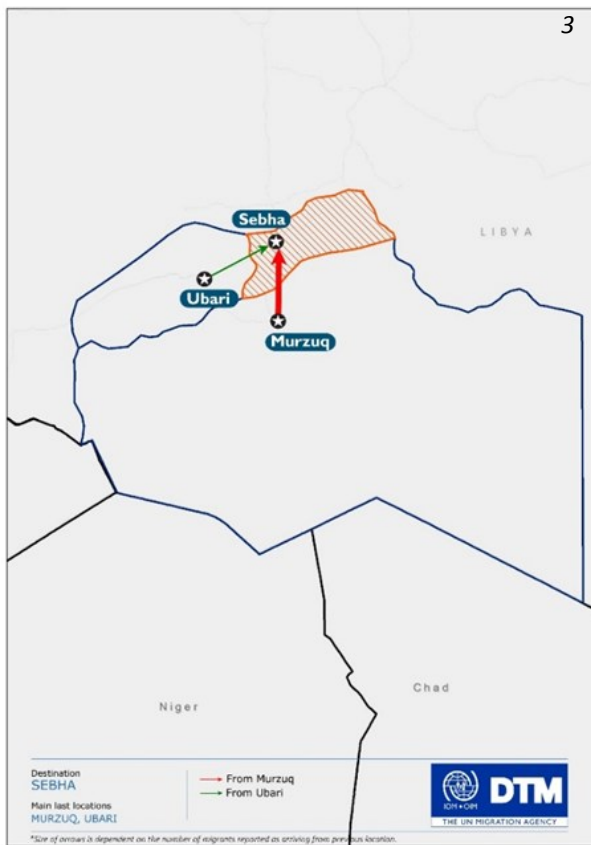 3
Sebha
LIBYA
Ubari
Murzuq
Chad
Niger
Destination
SEBHA
Main last locations
MURZUQ, UBARI
From Murzuq
From Ubari
IOM • OIM
DTM
THE UN MIGRATION AGENCY
*Size of arrows is dependent on the number of migrants reported as arriving from previous location.